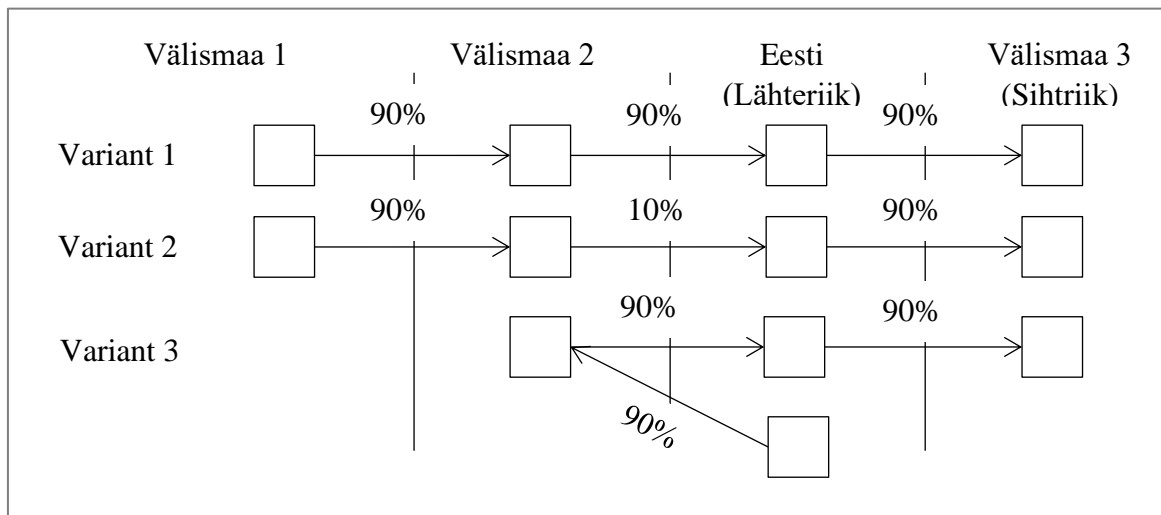 Välismaa 1 Välismaa 2 Eesti Välismaa 3
(Lähteriik) (Sihtriik)
90% 90% 90%
Variant 1
90% 10% 90%
Variant 2
90% 90%
Variant 3
90%